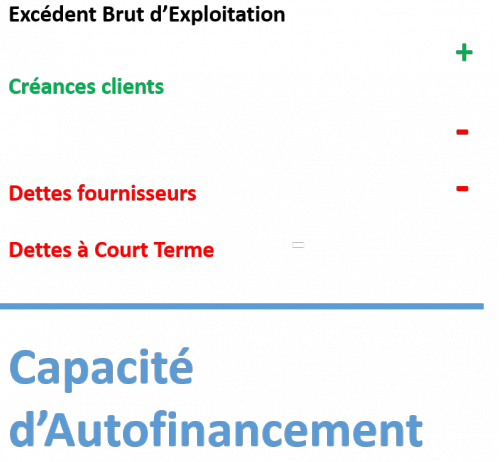 Excédent Brut d’Exploitation
+
Créances clients
-
Dettes fournisseurs -
Dettes à Court Terme =
Capacité
d’Autofinancement